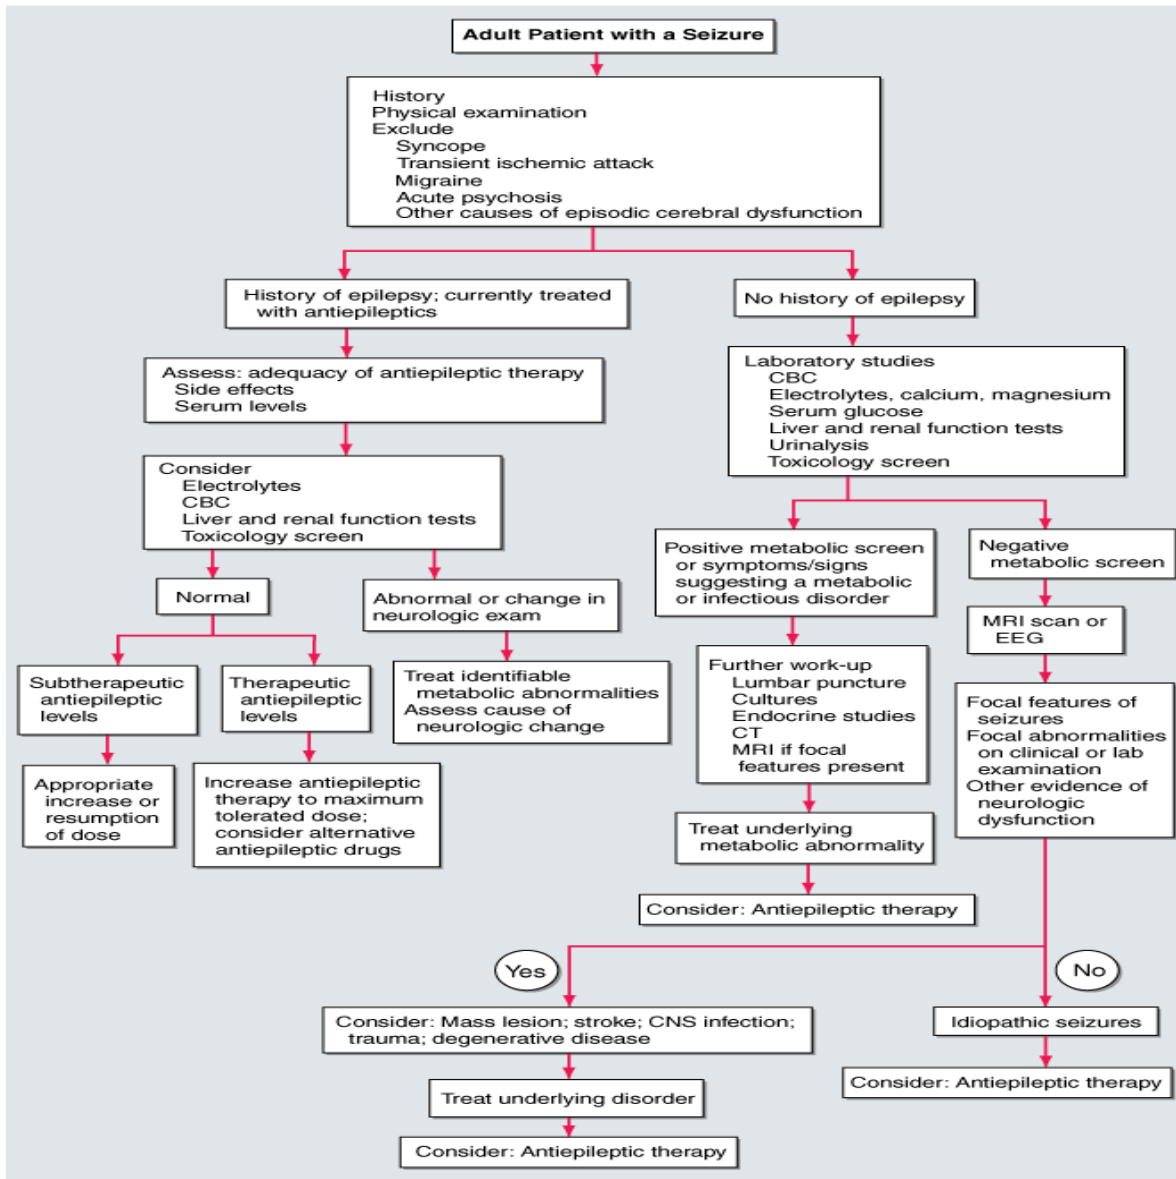 Adult Patient with a Seizure
History
Physical examination
Exclude
Syncope
Transient ischemic attack
Migraine
Acute psychosis
Other causes of episodic cerebral dysfunction
History of epilepsy; currently treated
with antiepileptics
No history of epilepsy
Assess: adequacy of antiepileptic therapy
Side effects
Serum levels
Laboratory studies
CBC
Electrolytes, calcium, magnesium
Serum glucose
Liver and renal function tests
Urinalysis
Toxicology screen
Consider
Electrolytes
CBC
Liver and renal function tests
Toxicology screen
Positive metabolic screen
or symptoms/signs
suggesting a metabolic
or infectious disorder
Negative
metabolic screen
Normal
Abnormal or change in
neurologic exam
MRI scan or
EEG
Subtherapeutic
antiepileptic
levels
Therapeutic
antiepileptic
levels
Treat identifiable
metabolic abnormalities
Assess cause of
neurologic change
Further work-up
Lumbar puncture
Cultures
Endocrine studies
CT
MRI if focal
features present
Focal features of
seizures
Focal abnormalities
on clinical or lab
examination
Other evidence of
neurologic
dysfunction
Appropriate
increase or
resumption
of dose
Increase antiepileptic
therapy to maximum
tolerated dose;
consider alternative
antiepileptic drugs
Treat underlying
metabolic abnormality
Consider: Antiepileptic therapy
Yes
No
Consider: Mass lesion; stroke; CNS infection;
trauma; degenerative disease
Idiopathic seizures
Treat underlying disorder
Consider: Antiepileptic therapy
Consider: Antiepileptic therapy